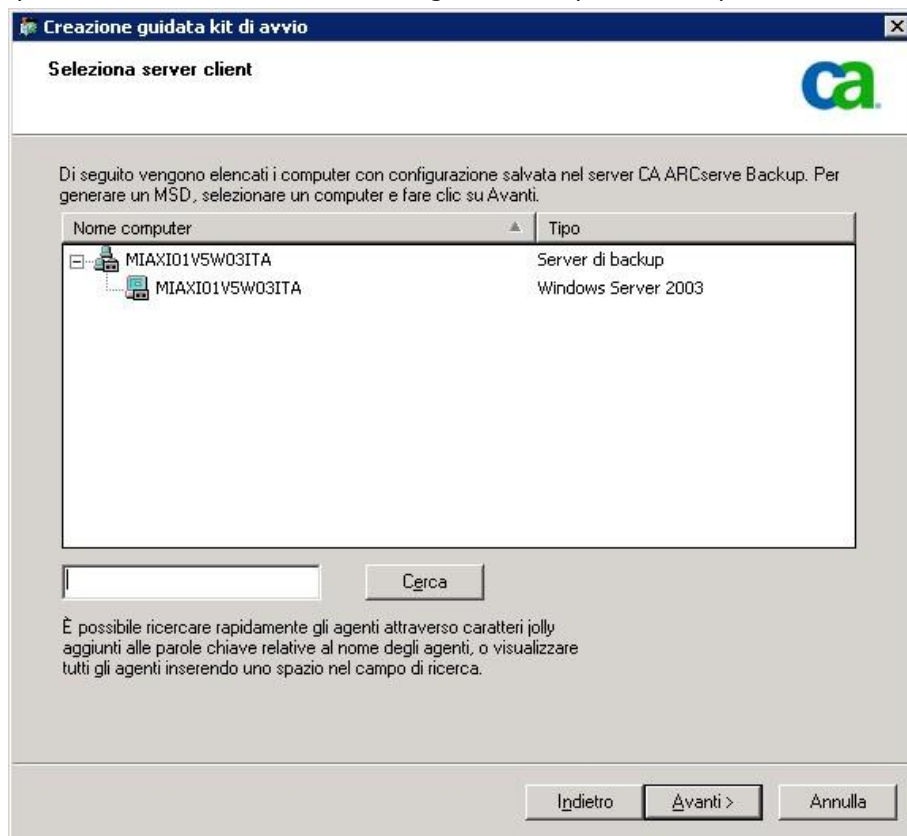 Creazione guidata kit di avvio
Seleziona server client
ca
Di seguito vengono elencati i computer con configurazione salvata nel server CA ARCserve Backup. Per
generare un MSD, selezionare un computer e fare clic su Avanti.
Nome computer Tipo
MIAXI01V5W03ITA Server di backup
MIAXI01V5W03ITA Windows Server 2003
Cerca
È possibile ricercare rapidamente gli agenti attraverso caratteri jolly
aggiunti alle parole chiave relative al nome degli agenti, o visualizzare
tutti gli agenti inserendo uno spazio nel campo di ricerca.
Indietro Avanti > Annulla